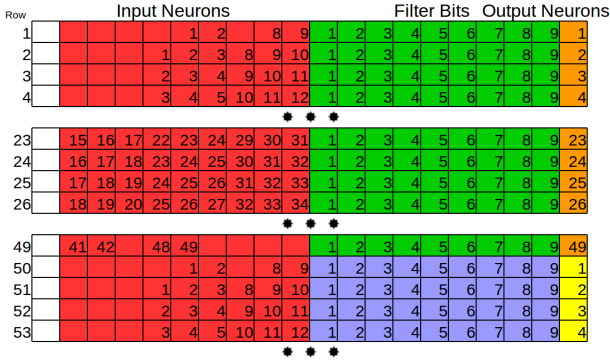 Row Input Neurons Filter Bits Output Neurons
1 1 2 8 9 1 2 3 4 5 6 7 8 9 1
2 1 2 3 8 9 10 1 2 3 4 5 6 7 8 9 2
3 2 3 4 9 10 11 1 2 3 4 5 6 7 8 9 3
4 3 4 5 10 11 12 1 2 3 4 5 6 7 8 9 4
23 15 16 17 22 23 24 29 30 31 1 2 3 4 5 6 7 8 9 23
24 16 17 18 23 24 25 30 31 32 1 2 3 4 5 6 7 8 9 24
25 17 18 19 24 25 26 31 32 33 1 2 3 4 5 6 7 8 9 25
26 18 19 20 25 26 27 32 33 34 1 2 3 4 5 6 7 8 9 26
49 41 42 48 49 1 2 3 4 5 6 7 8 9 49
50 1 2 8 9 1 2 3 4 5 6 7 8 9 1
51 1 2 3 8 9 10 1 2 3 4 5 6 7 8 9 2
52 2 3 4 9 10 11 1 2 3 4 5 6 7 8 9 3
53 3 4 5 10 11 12 1 2 3 4 5 6 7 8 9 4